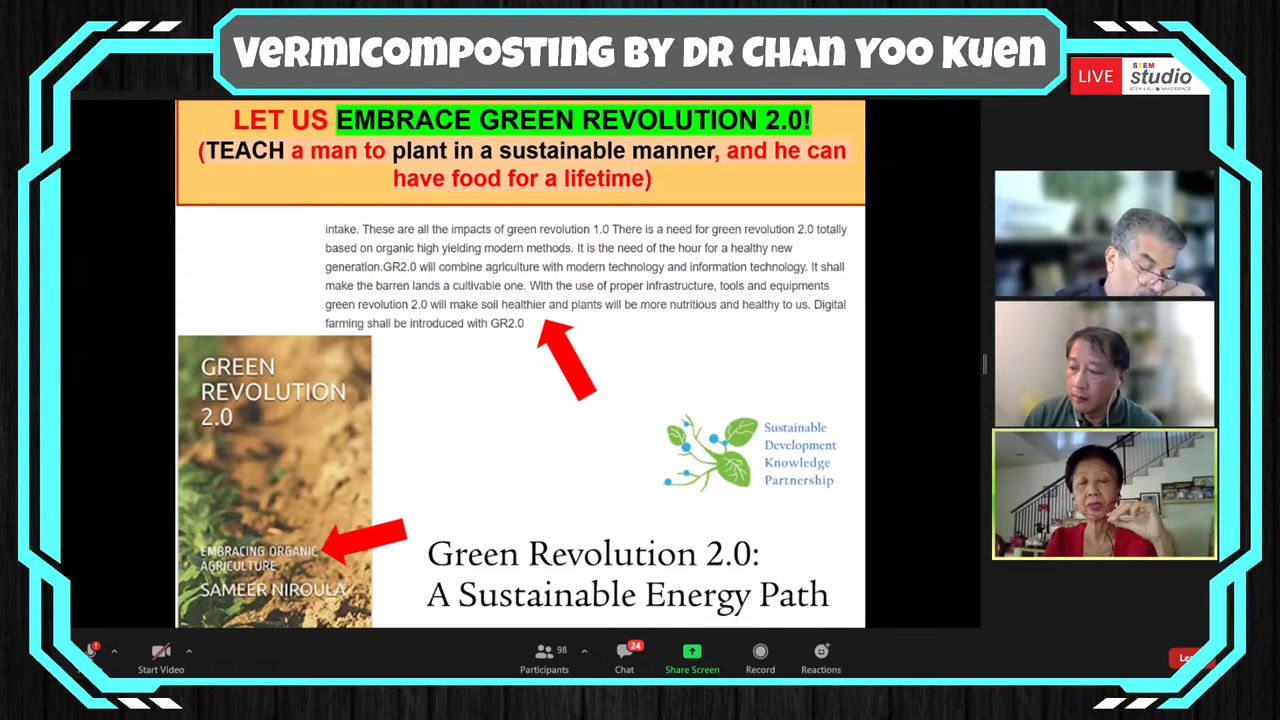 VERMICOMPOSTING BY DR CHAN YOO KUEN
LIVE
STEM
studio
LET US EMBRACE GREEN REVOLUTION 2.0!
(TEACH a man to plant in a sustainable manner, and he can
have food for a lifetime)
intake. These are all the impacts of green revolution 1.0 There is a need for green revolution 2.0 totally
based on organic high yielding modern methods. It is the need of the hour for a healthy new
generation.GR2.0 will combine agriculture with modern technology and information technology. It shall
make the barren lands a cultivable one. With the use of proper infrastructure, tools and equipments
green revolution 2.0 will make soil healthier and plants will be more nutritious and healthy to us. Digital
farming shall be introduced with GR2.0
GREEN
REVOLUTION
2.0
EMBRACING ORGANIC
AGRICULTURE
SAMEER NIROULA
Sustainable
Development
Knowledge
Partnership
Green Revolution 2.0:
A Sustainable Energy Path
1
Start Video
98
Participants
24
Chat
Share Screen
Record
Reactions